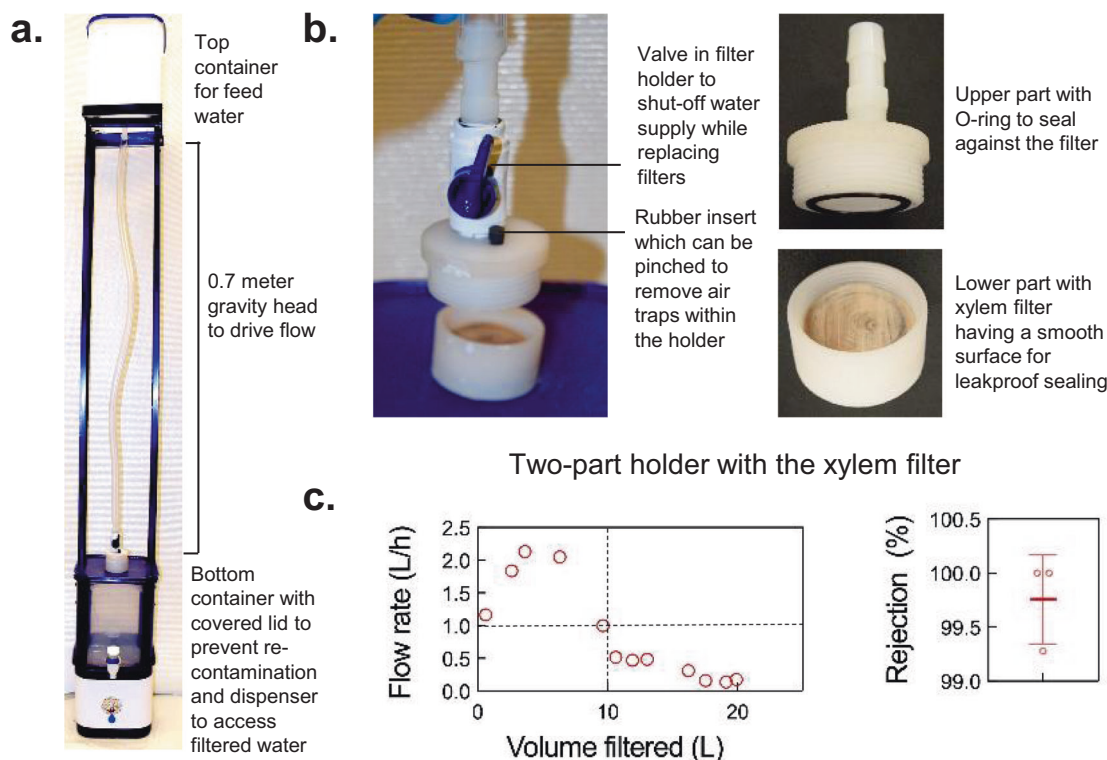 a.
Top
container
for feed
water
0.7 meter
gravity head
to drive flow
Bottom
container with
covered lid to
prevent re-
contamination
and dispenser
to access
filtered water
b.
Valve in filter
holder to
shut-off water
supply while
replacing
filters
Rubber insert
which can be
pinched to
remove air
traps within
the holder
Upper part with
O-ring to seal
against the filter
Lower part with
xylem filter
having a smooth
surface for
leakproof sealing
Two-part holder with the xylem filter
c.
Flow rate (L/h)
2.5
2.0
1.5
1.0
0.5
0.0
0
10
20
Volume filtered (L)
Rejection (%)
100.5
100.0
99.5
99.0